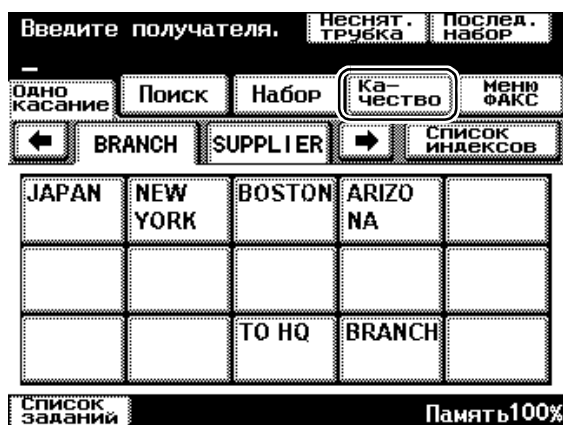 Введите получателя.
Неснят. трубка
Послед. набор
Одно касание
Поиск
Набор
Ка- чество
Меню ФАКС
BRANCH
SUPPLIER
Список индексов
JAPAN
NEW YORK
BOSTON
ARIZO NA
TO HQ
BRANCH
Список заданий
Память100%